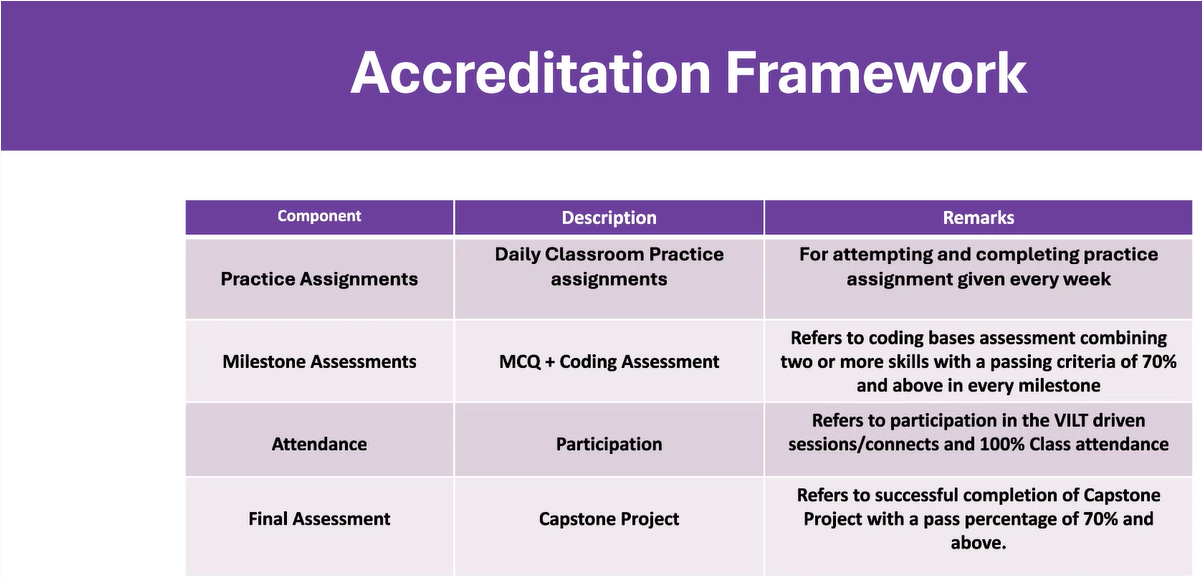 Accreditation Framework
Component
Description
Remarks
Practice Assignments
Daily Classroom Practice
assignments
For attempting and completing practice
assignment given every week
Milestone Assessments
MCQ + Coding Assessment
Refers to coding bases assessment combining
two or more skills with a passing criteria of 70%
and above in every milestone
Attendance
Participation
Refers to participation in the VILT driven
sessions/connects and 100% Class attendance
Final Assessment
Capstone Project
Refers to successful completion of Capstone
Project with a pass percentage of 70% and
above.